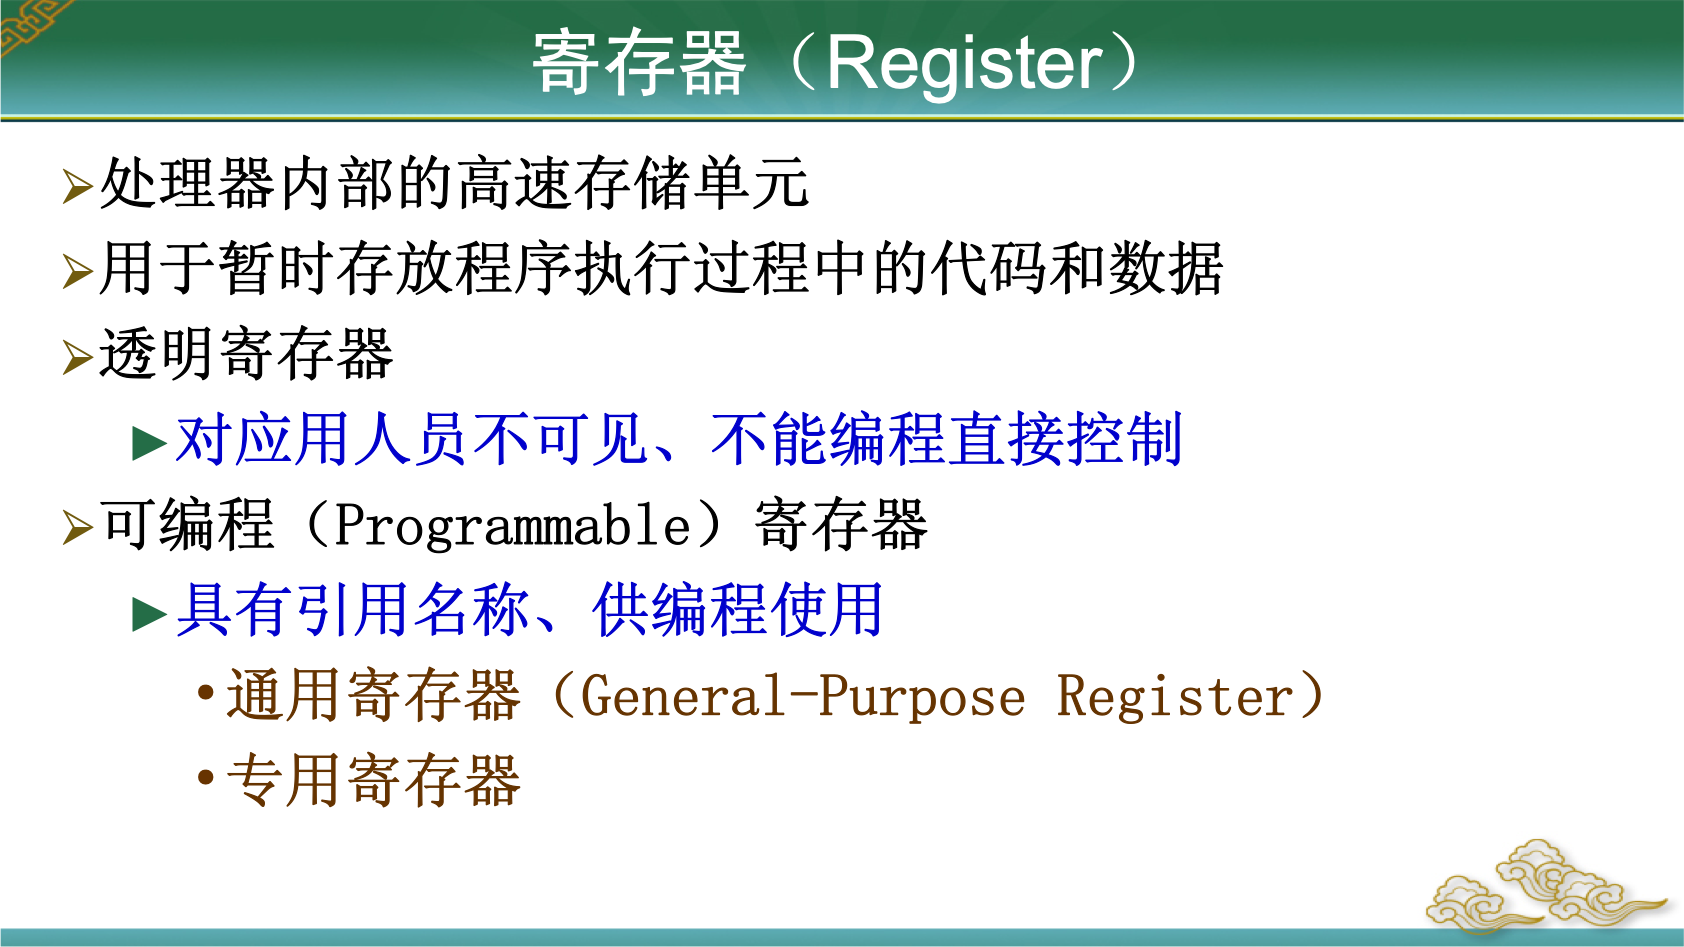 寄存器（Register）
处理器内部的高速存储单元
用于暂时存放程序执行过程中的代码和数据
透明寄存器
对应用人员不可见、不能编程直接控制
可编程（Programmable）寄存器
具有引用名称、供编程使用
通用寄存器（General-Purpose Register）
专用寄存器